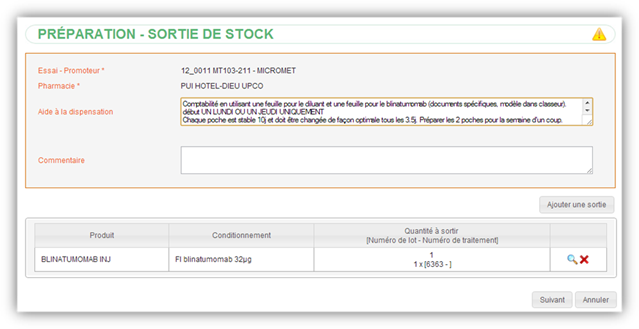 PRÉPARATION - SORTIE DE STOCK
Essai - Promoteur * 12_0011 MT103-211 - MICROMET
Pharmacie * PUI HOTEL-DIEU UPCO
Aide à la dispensation
Comptabilité en utilisant une feuille pour le diluant et une feuille pour le blinatumomab (documents spécifiques, modèle dans classeur).
début UN LUNDI OU UN JEUDI UNIQUEMENT
Chaque poche est stable 10j et doit être changée de façon optimale tous les 3.5j. Préparer les 2 poches pour la semaine d'un coup.
Commentaire
Ajouter une sortie
Produit Conditionnement Quantité à sortir
[Numéro de lot - Numéro de traitement]
BLINATUMOMAB INJ Fl blinatumomab 32µg 1
1 x [6363 - ]
Suivant Annuler